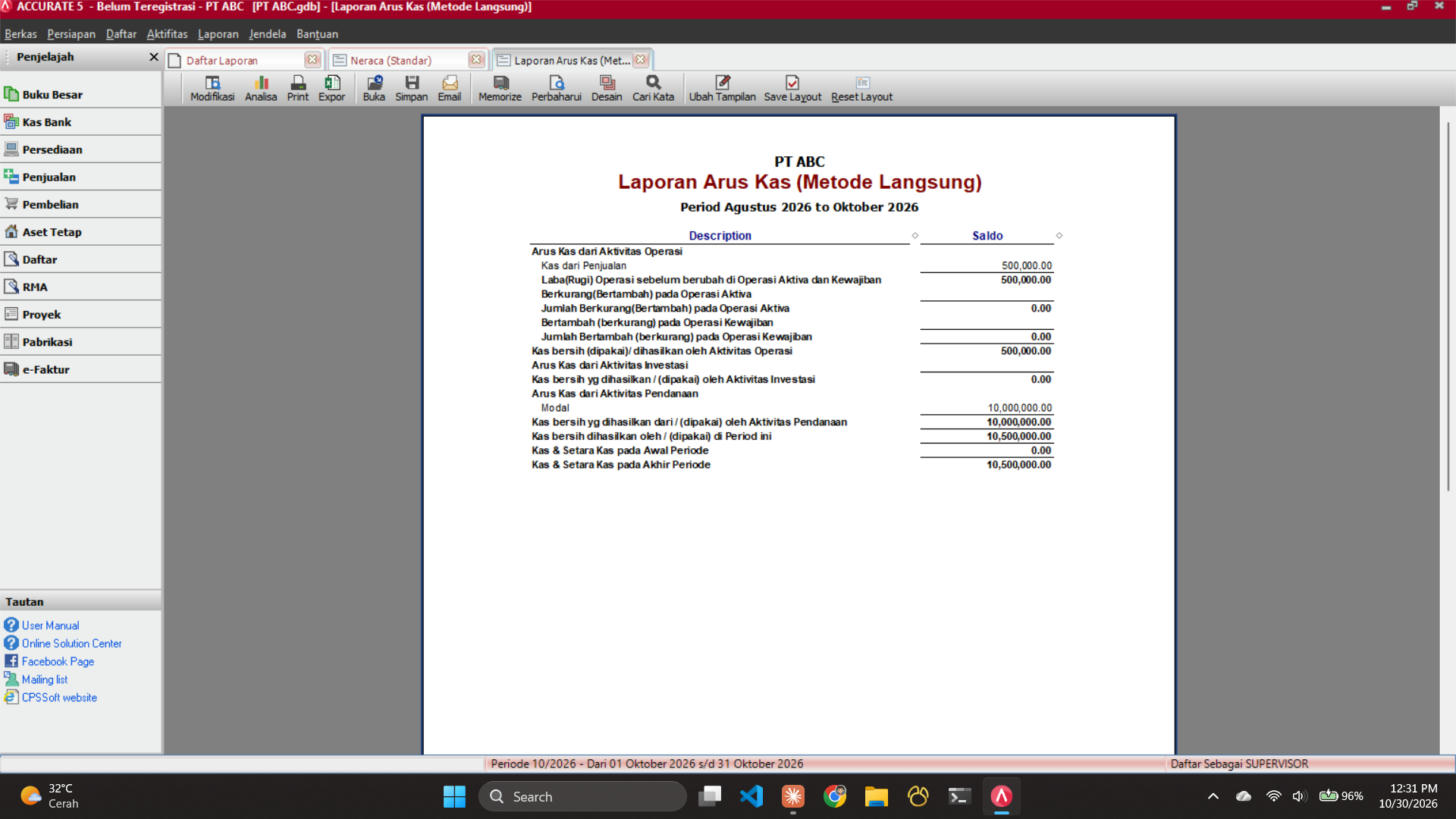 ACCURATE 5 - Belum Teregistrasi - PT ABC [PT ABC.gdb] - [Laporan Arus Kas (Metode Langsung)]
Berkas Persiapan Daftar Aktifitas Laporan Jendela Bantuan
Penjelajah
Daftar Laporan
Neraca (Standar)
Laporan Arus Kas (Met...
Modifikasi Analisa Print Expor Buka Simpan Email Memorize Perbaharui Desain Cari Kata Ubah Tampilan Save Layout Reset Layout
Buku Besar
Kas Bank
Persediaan
Penjualan
Pembelian
Aset Tetap
Daftar
RMA
Proyek
Pabrikasi
e-Faktur
Tautan
User Manual
Online Solution Center
Facebook Page
Mailing list
CPSSoft website
PT ABC
Laporan Arus Kas (Metode Langsung)
Period Agustus 2026 to Oktober 2026
Description Saldo
Arus Kas dari Aktivitas Operasi
Kas dari Penjualan 500,000.00
Laba(Rugi) Operasi sebelum berubah di Operasi Aktiva dan Kewajiban 500,000.00
Berkurang(Bertambah) pada Operasi Aktiva
Jumlah Berkurang(Bertambah) pada Operasi Aktiva 0.00
Bertambah (berkurang) pada Operasi Kewajiban
Jumlah Bertambah (berkurang) pada Operasi Kewajiban 0.00
Kas bersih (dipakai)/ dihasilkan oleh Aktivitas Operasi 500,000.00
Arus Kas dari Aktivitas Investasi
Kas bersih yg dihasilkan / (dipakai) oleh Aktivitas Investasi 0.00
Arus Kas dari Aktivitas Pendanaan
Modal 10,000,000.00
Kas bersih yg dihasilkan dari / (dipakai) oleh Aktivitas Pendanaan 10,000,000.00
Kas bersih dihasilkan oleh / (dipakai) di Period ini 10,500,000.00
Kas & Setara Kas pada Awal Periode 0.00
Kas & Setara Kas pada Akhir Periode 10,500,000.00
Periode 10/2026 - Dari 01 Oktober 2026 s/d 31 Oktober 2026
Daftar Sebagai SUPERVISOR
32°C
Cerah
Search
96%
12:31 PM
10/30/2026